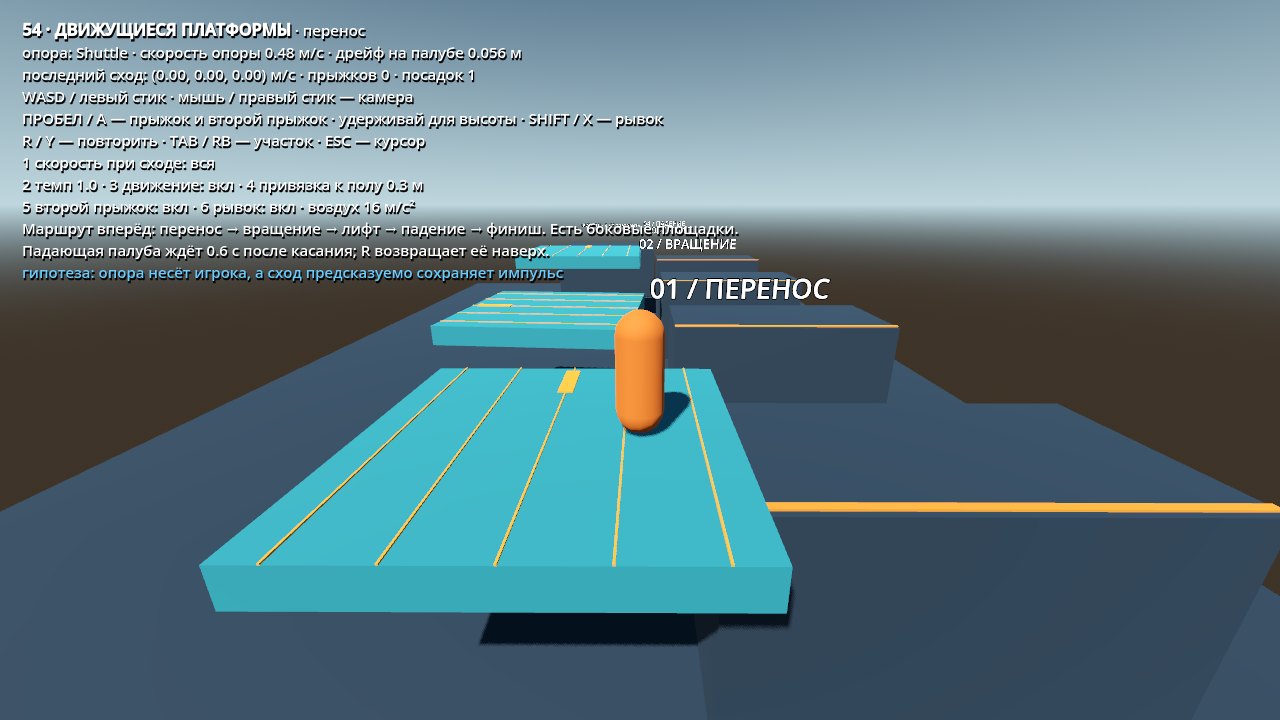 54 · ДВИЖУЩИЕСЯ ПЛАТФОРМЫ · перенос
опора: Shuttle · скорость опоры 0.48 м/с · дрейф на палубе 0.056 м
последний сход: (0.00, 0.00, 0.00) м/с · прыжков 0 · посадок 1
WASD / левый стик · мышь / правый стик — камера
ПРОБЕЛ / A — прыжок и второй прыжок · удерживай для высоты · SHIFT / X — рывок
R / Y — повторить · TAB / RB — участок · ESC — курсор
1 скорость при сходе: вся
2 темп 1.0 · 3 движение: вкл · 4 привязка к полу 0.3 м
5 второй прыжок: вкл · 6 рывок: вкл · воздух 16 м/с²
Маршрут вперёд: перенос → вращение → лифт → падение → финиш. Есть боковые площадки.
Падающая палуба ждёт 0.6 с после касания; R возвращает её наверх.
гипотеза: опора несёт игрока, а сход предсказуемо сохраняет импульс
02 / ВРАЩЕНИЕ
01 / ПЕРЕНОС